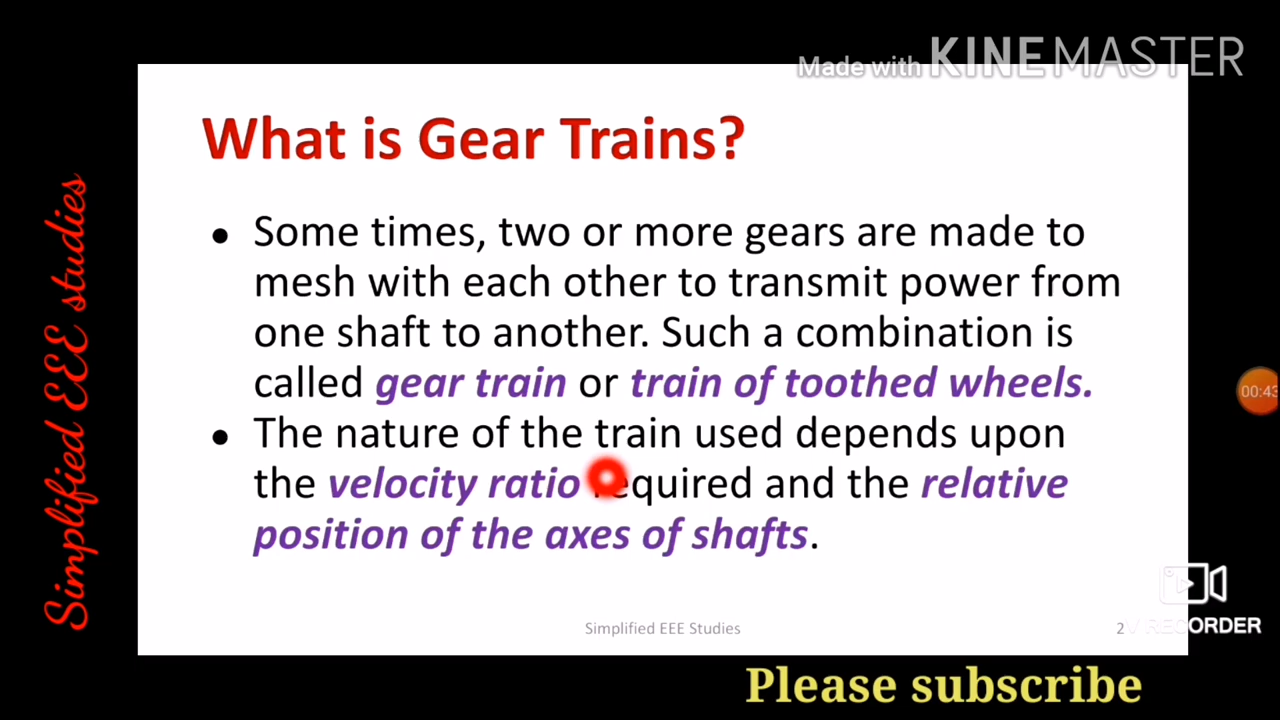 Made with KINEMASTER
What is Gear Trains?
• Some times, two or more gears are made to
mesh with each other to transmit power from
one shaft to another. Such a combination is
called gear train or train of toothed wheels.
• The nature of the train used depends upon
the velocity ratio required and the relative
position of the axes of shafts.
Simplified EEE studies
00:43
Simplified EEE Studies
2
V RECORDER
Please subscribe